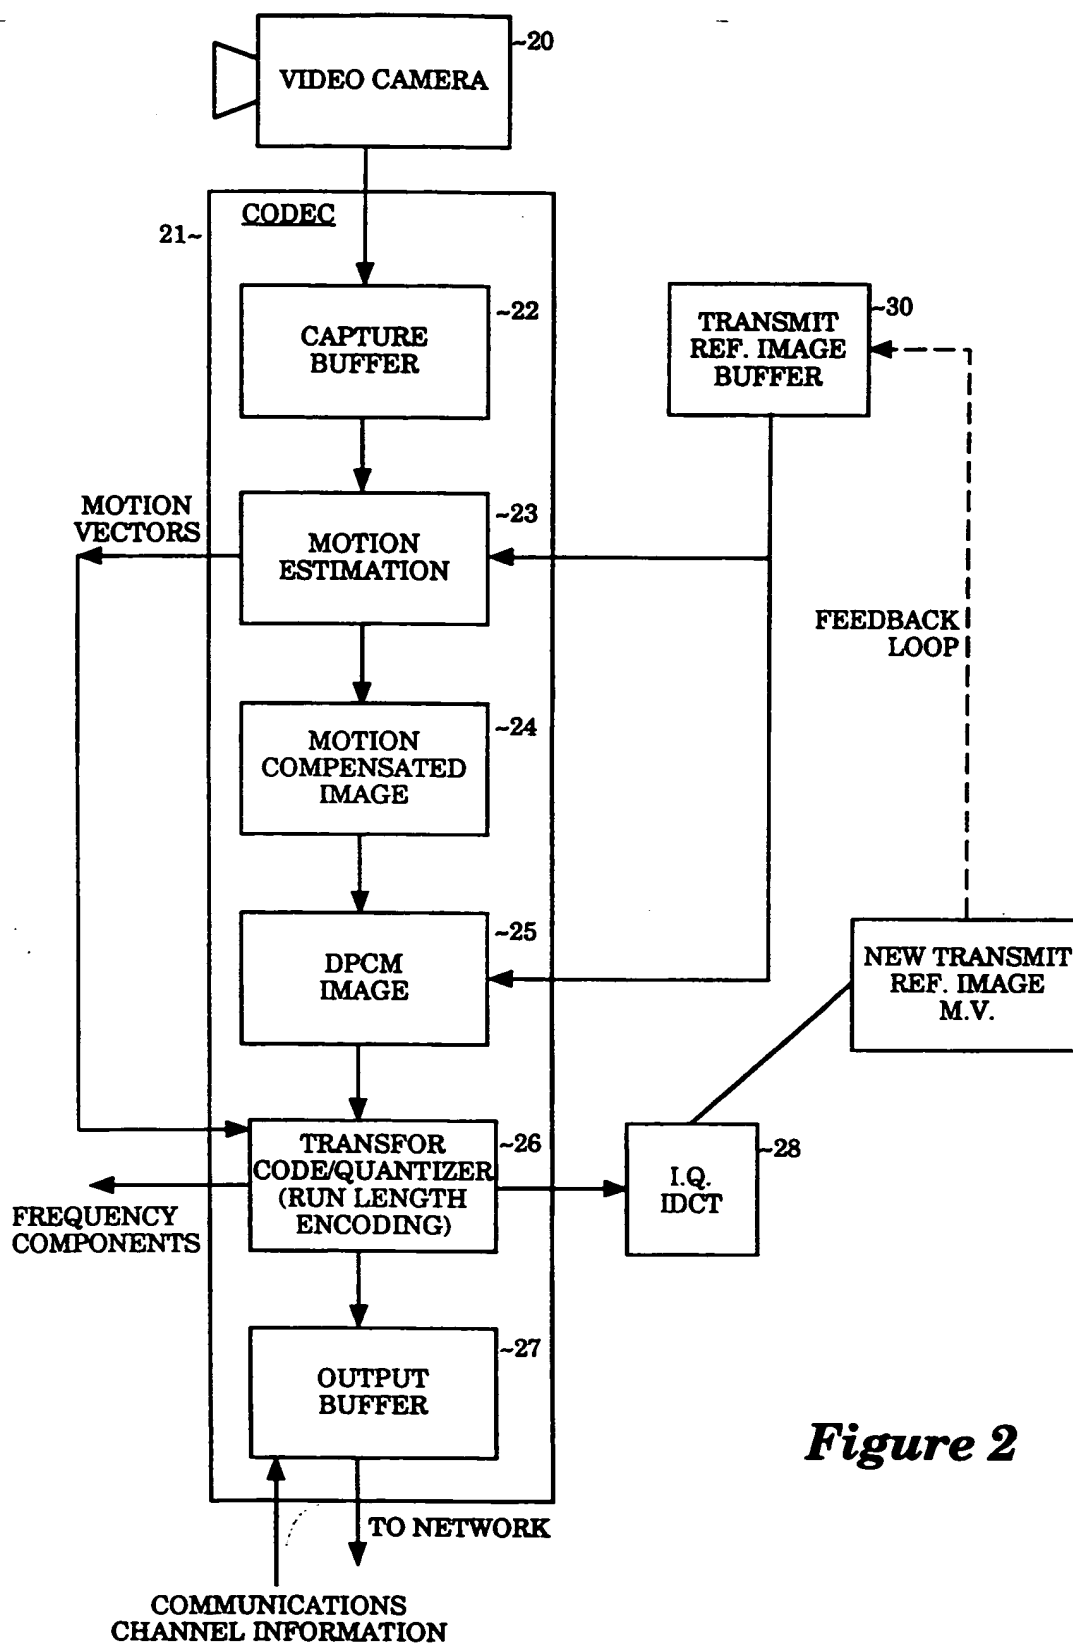 ~20
VIDEO CAMERA
CODEC
21~
~22
CAPTURE
BUFFER
~30
TRANSMIT
REF. IMAGE
BUFFER
MOTION
VECTORS
~23
MOTION
ESTIMATION
FEEDBACK
LOOP
~24
MOTION
COMPENSATED
IMAGE
~25
DPCM
IMAGE
NEW TRANSMIT
REF. IMAGE
M.V.
~26
TRANSFOR
CODE/QUANTIZER
(RUN LENGTH
ENCODING)
~28
I.Q.
IDCT
FREQUENCY
COMPONENTS
~27
OUTPUT
BUFFER
Figure 2
TO NETWORK
COMMUNICATIONS
CHANNEL INFORMATION